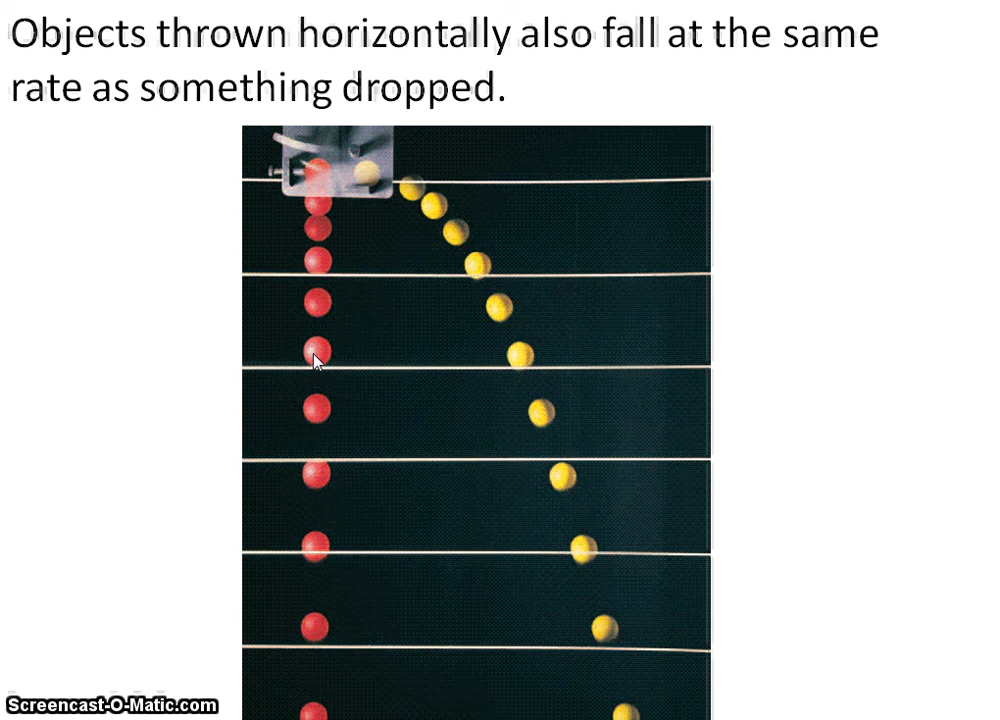 Objects thrown horizontally also fall at the same
rate as something dropped.
Screencast-O-Matic.com